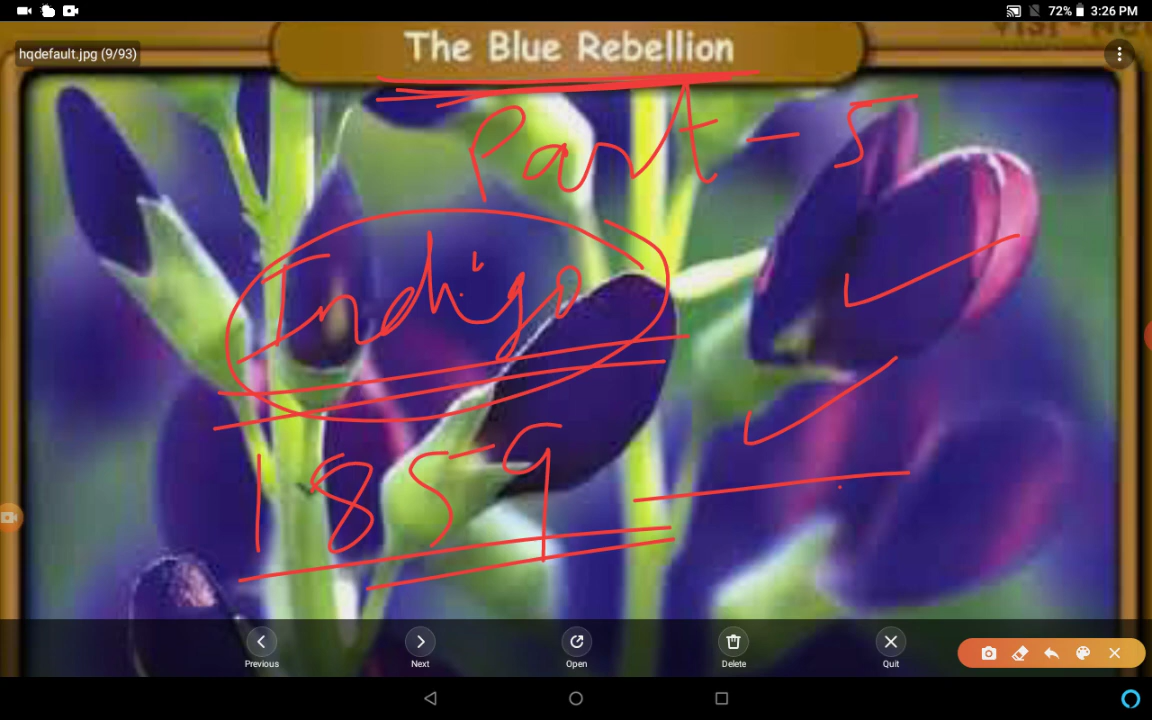 72% 3:26 PM
hqdefault.jpg (9/93)
The Blue Rebellion
Part - 5
Indigo
1859
Previous Next Open Delete Quit